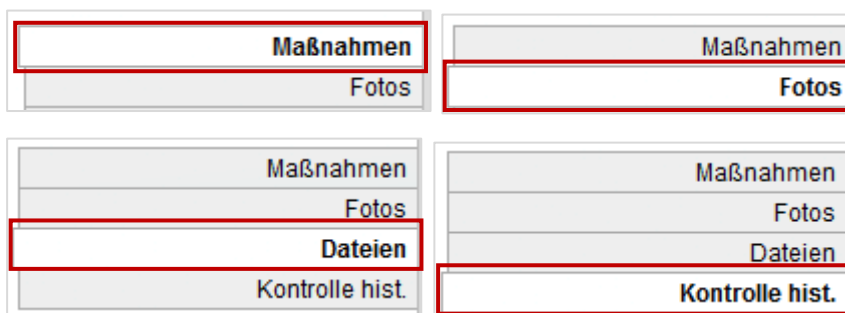 Maßnahmen
Fotos
Maßnahmen
Fotos
Maßnahmen
Fotos
Dateien
Kontrolle hist.
Maßnahmen
Fotos
Dateien
Kontrolle hist.